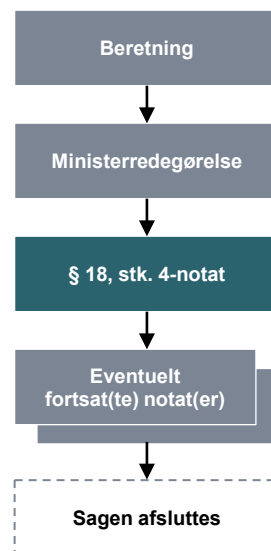 Beretning
Ministerredegørelse
§ 18, stk. 4-notat
Eventuelt
fortsat(te) notat(er)
Sagen afsluttes